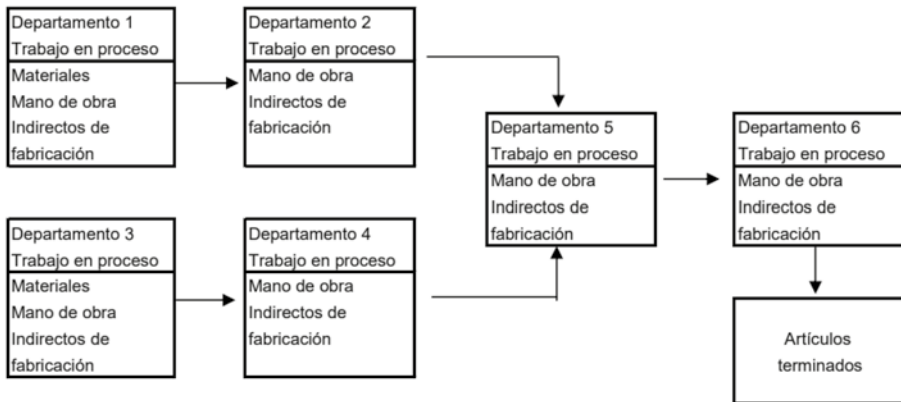 Departamento 1
Trabajo en proceso
Materiales
Mano de obra
Indirectos de
fabricación
Departamento 2
Trabajo en proceso
Mano de obra
Indirectos de
fabricación
Departamento 3
Trabajo en proceso
Materiales
Mano de obra
Indirectos de
fabricación
Departamento 4
Trabajo en proceso
Mano de obra
Indirectos de
fabricación
Departamento 5
Trabajo en proceso
Mano de obra
Indirectos de
fabricación
Departamento 6
Trabajo en proceso
Mano de obra
Indirectos de
fabricación
Artículos
terminados